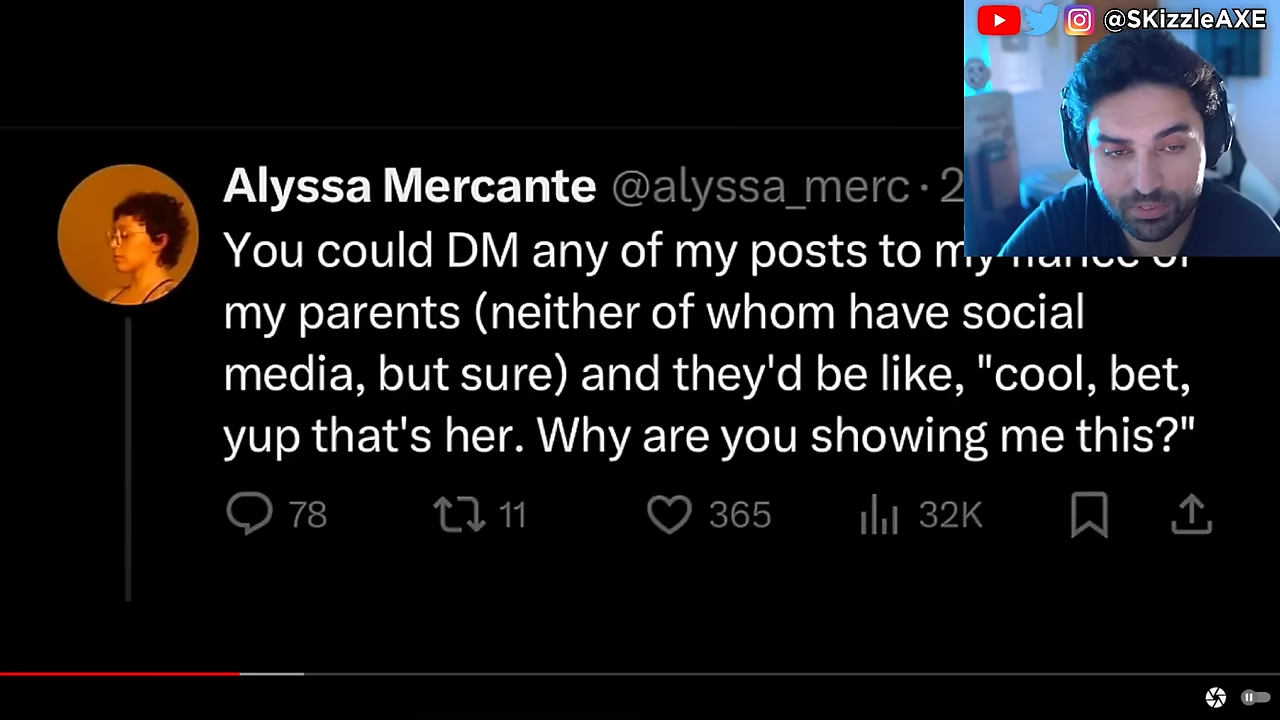 @SKizzleAXE
Alyssa Mercante @alyssa_merc · 2
You could DM any of my posts to my fiance or
my parents (neither of whom have social
media, but sure) and they'd be like, "cool, bet,
yup that's her. Why are you showing me this?"
78 11 365 32K